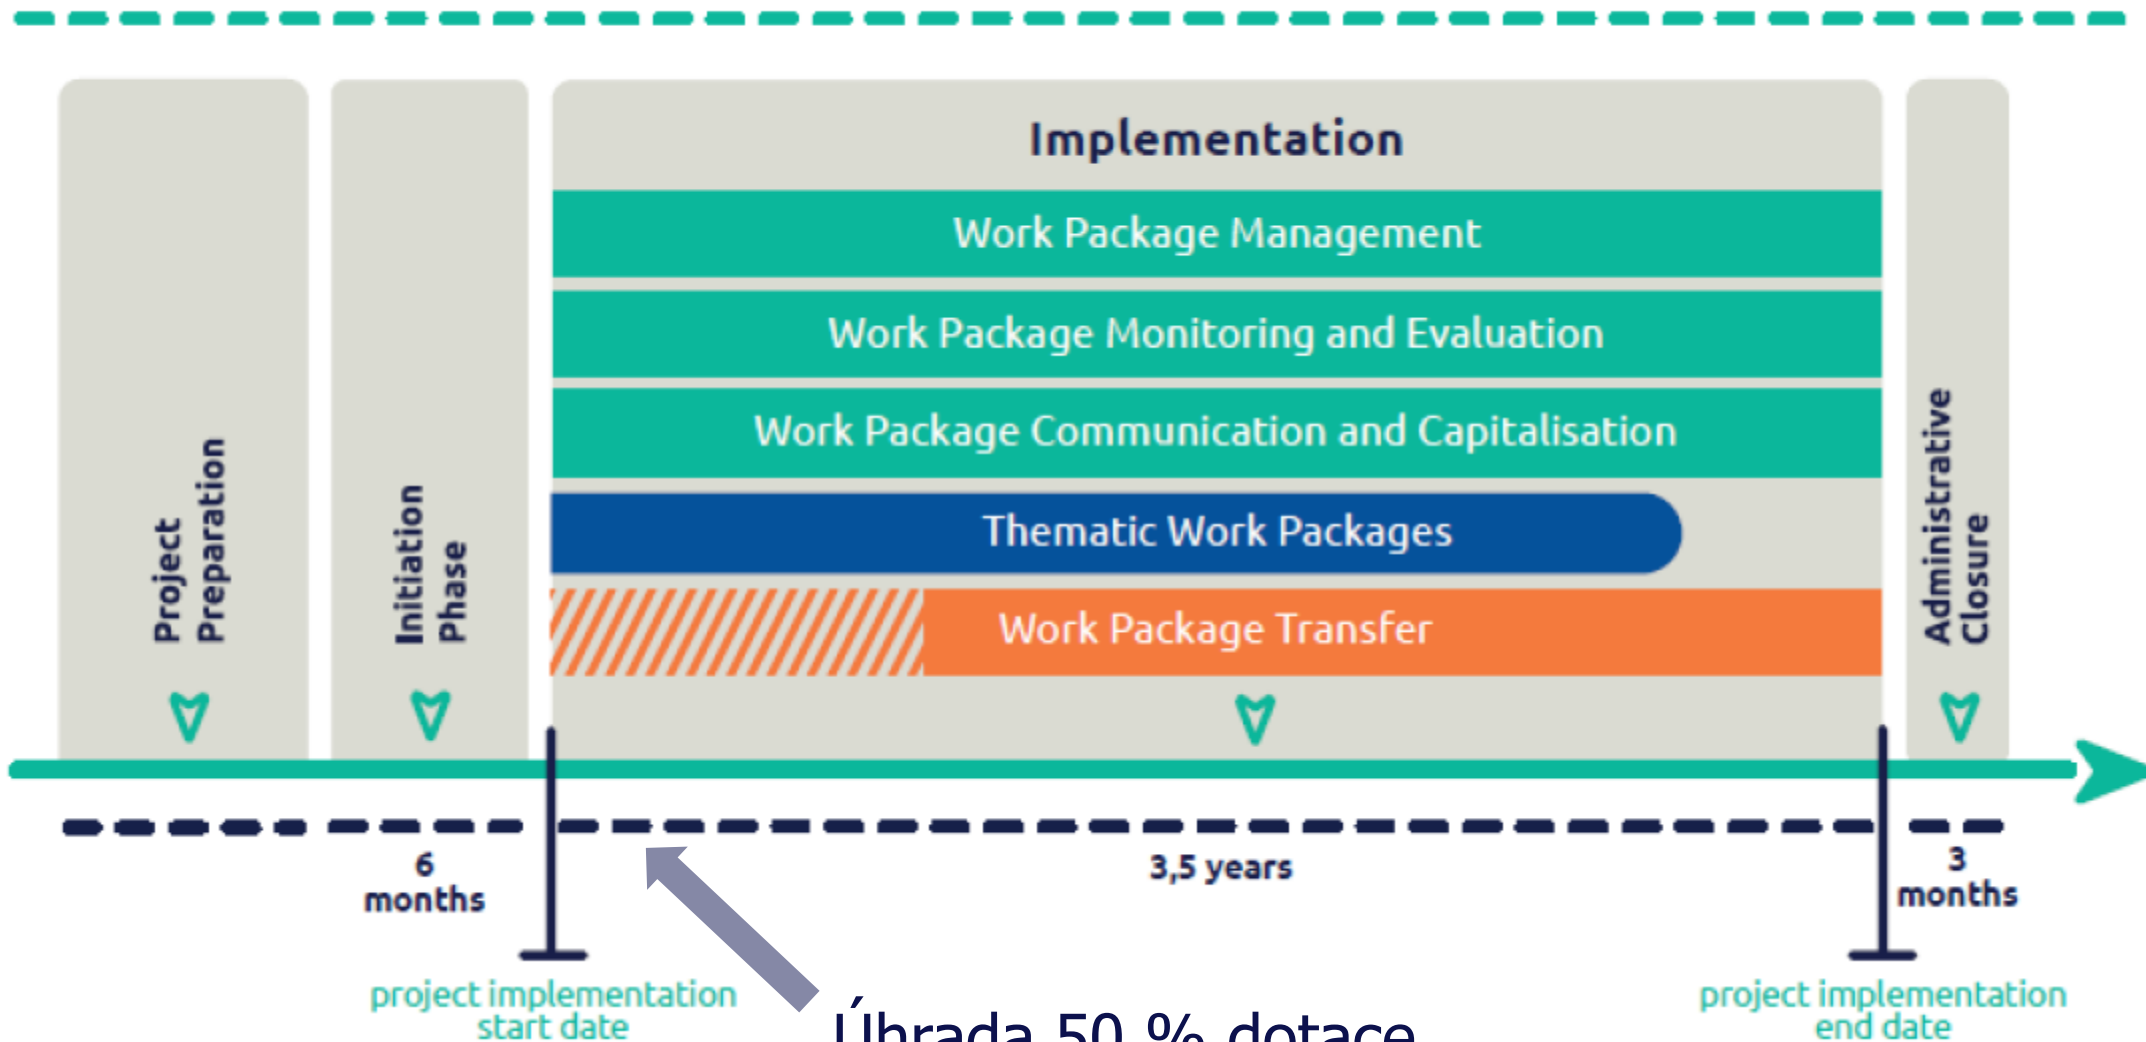 Implementation
Work Package Management
Work Package Monitoring and Evaluation
Work Package Communication and Capitalisation
Thematic Work Packages
Work Package Transfer
Project
Preparation
Initiation
Phase
Administrative
Closure
6
months
3,5 years
3
months
project implementation
start date
Úhrada 50 % dotace
project implementation
end date